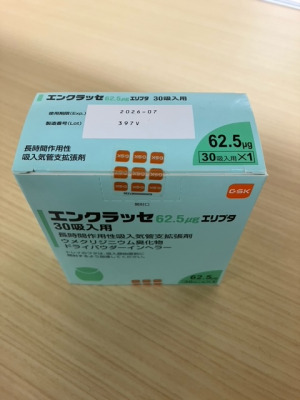 エンクラッセ62.5μgエリプタ 30吸入用
使用期限(Exp.)
2026-07
製造番号(Lot)
397V
長時間作用性
吸入気管支拡張剤
62.5μg
30吸入用×1
GSK
開封口
エンクラッセ62.5μgエリプタ
30吸入用
長時間作用性吸入気管支拡張剤
ウメクリジニウム臭化物
ドライパウダーインヘラー
62.5μg